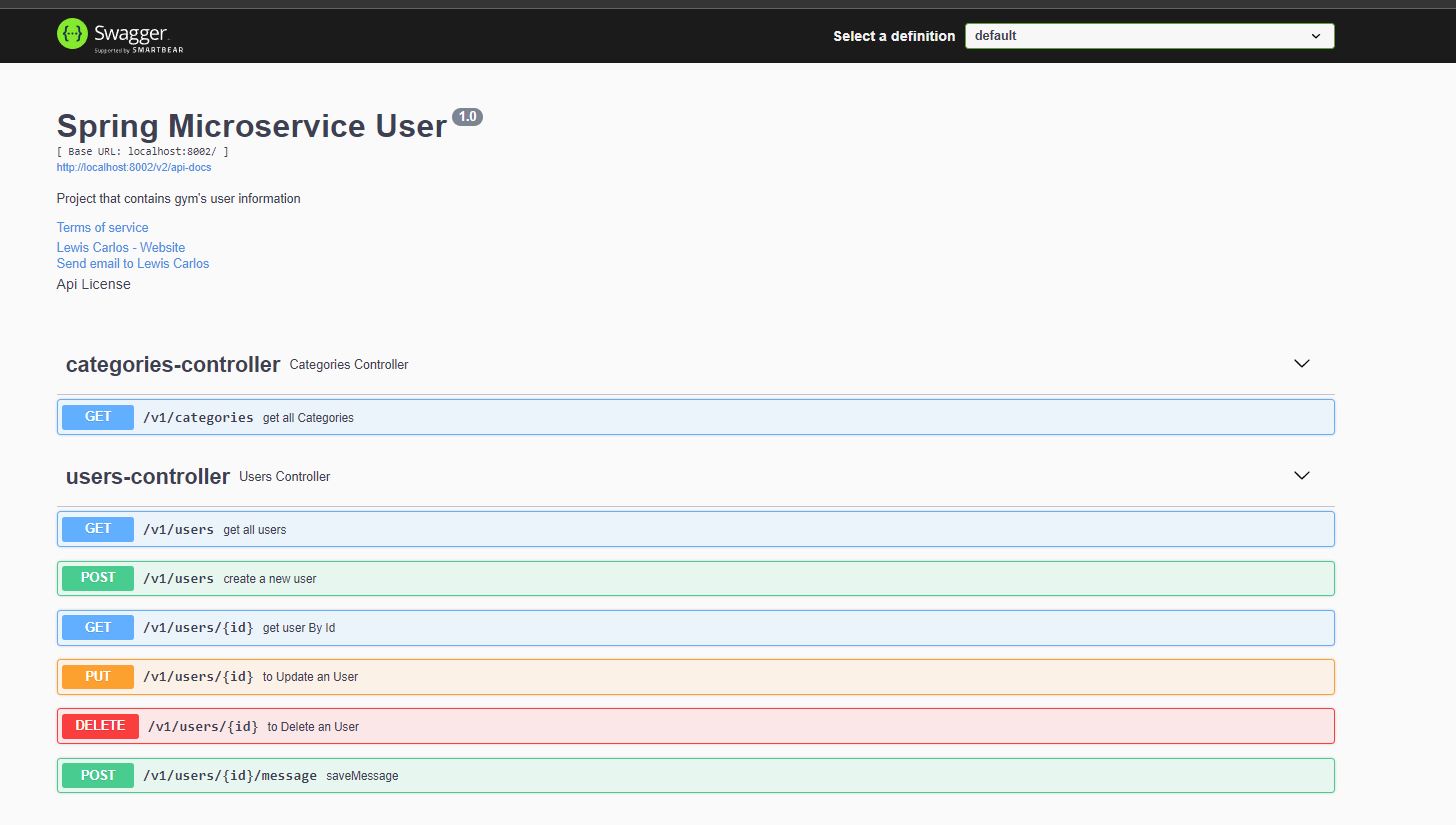 Swagger
Supported by SMARTBEAR
Select a definition
default
Spring Microservice User 1.0
[ Base URL: localhost:8002/ ]
http://localhost:8002/v2/api-docs
Project that contains gym's user information
Terms of service
Lewis Carlos - Website
Send email to Lewis Carlos
Api License
categories-controller Categories Controller
GET /v1/categories get all Categories
users-controller Users Controller
GET /v1/users get all users
POST /v1/users create a new user
GET /v1/users/{id} get user By Id
PUT /v1/users/{id} to Update an User
DELETE /v1/users/{id} to Delete an User
POST /v1/users/{id}/message saveMessage